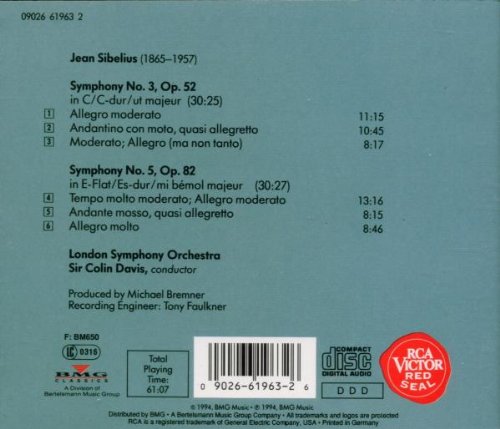 09026 61963 2
Jean Sibelius (1865–1957)
Symphony No. 3, Op. 52
in C/C-dur/ut majeur (30:25)
1 Allegro moderato 11:15
2 Andantino con moto, quasi allegretto 10:45
3 Moderato; Allegro (ma non tanto) 8:17
Symphony No. 5, Op. 82
in E-Flat/Es-dur/mi bémol majeur (30:27)
4 Tempo molto moderato; Allegro moderato 13:16
5 Andante mosso, quasi allegretto 8:15
6 Allegro molto 8:46
London Symphony Orchestra
Sir Colin Davis, conductor
Produced by Michael Bremner
Recording Engineer: Tony Faulkner
F: BM650
LC 0316
BMG
CLASSICS
A Division of
Bertelsmann Music Group
Total
Playing
Time:
61:07
0 09026-61963-2 6
COMPACT
disc
DIGITAL AUDIO
DDD
RCA
VICTOR
RED
SEAL
© 1994, BMG Music • ℗ 1994, BMG Music
Distributed by BMG • A Bertelsmann Music Group Company. • All trademarks and logos are protected
RCA is a registered trademark of General Electric Company, USA • Printed in Germany